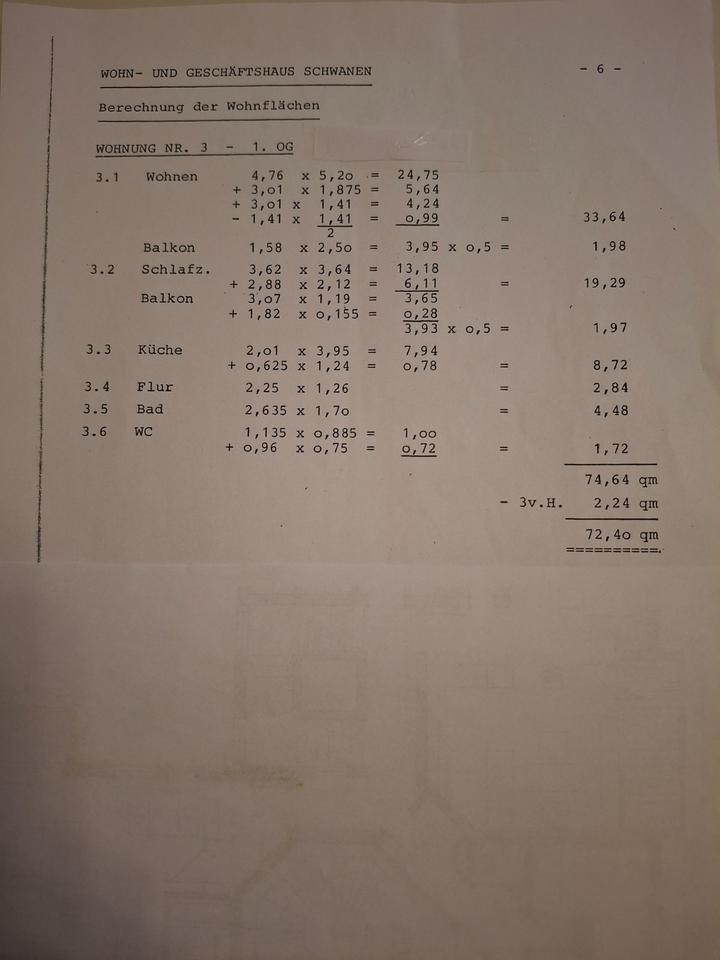 WOHN- UND GESCHÄFTSHAUS SCHWANEN - 6 -
Berechnung der Wohnflächen
WOHNUNG NR. 3 - 1. OG
3.1 Wohnen 4,76 x 5,2o = 24,75
+ 3,o1 x 1,875 = 5,64
+ 3,o1 x 1,41 = 4,24
- 1,41 x 1,41 = o,99 = 33,64
2
Balkon 1,58 x 2,5o = 3,95 x o,5 = 1,98
3.2 Schlafz. 3,62 x 3,64 = 13,18
+ 2,88 x 2,12 = 6,11 = 19,29
Balkon 3,o7 x 1,19 = 3,65
+ 1,82 x o,155 = o,28
3,93 x o,5 = 1,97
3.3 Küche 2,o1 x 3,95 = 7,94
+ o,625 x 1,24 = o,78 = 8,72
3.4 Flur 2,25 x 1,26 = 2,84
3.5 Bad 2,635 x 1,7o = 4,48
3.6 WC 1,135 x o,885 = 1,oo
+ o,96 x o,75 = o,72 = 1,72
74,64 qm
- 3v.H. 2,24 qm
72,4o qm
==========